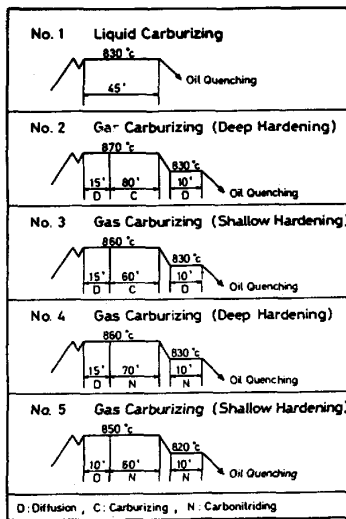 No. 1 Liquid Carburizing
830 °c
45'
Oil Quenching
No. 2 Gas Carburizing (Deep Hardening)
870 °c
830 °c
15' 80' 10'
D C D
Oil Quenching
No. 3 Gas Carburizing (Shallow Hardening)
860 °c
830 °c
15' 60' 10'
D C D
Oil Quenching
No. 4 Gas Carburizing (Deep Hardening)
860 °c
830 °c
15' 70' 10'
D N N
Oil Quenching
No. 5 Gas Carburizing (Shallow Hardening)
850 °c
820 °c
10' 60' 10'
D N N
Oil Quenching
D : Diffusion , C : Carburizing , N : Carbonitriding